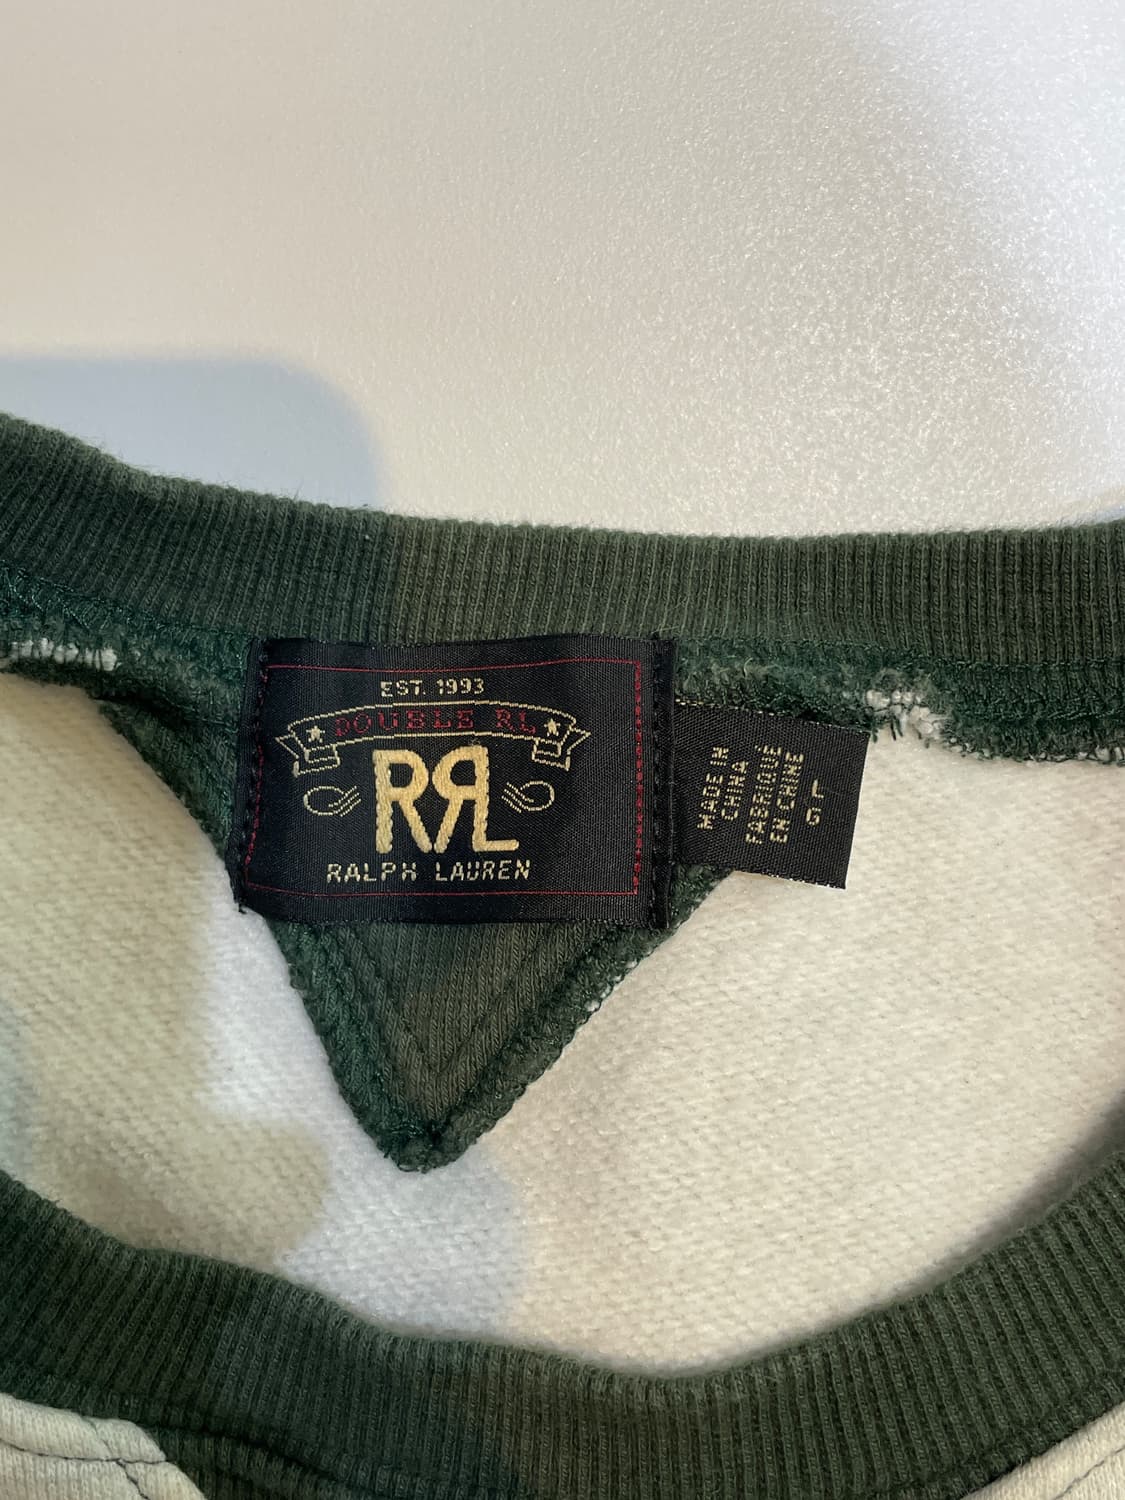 EST. 1993
DOUBLE RL
RRL
RALPH LAUREN
MADE IN
CHINA
FABRIQUÉ
EN CHINE